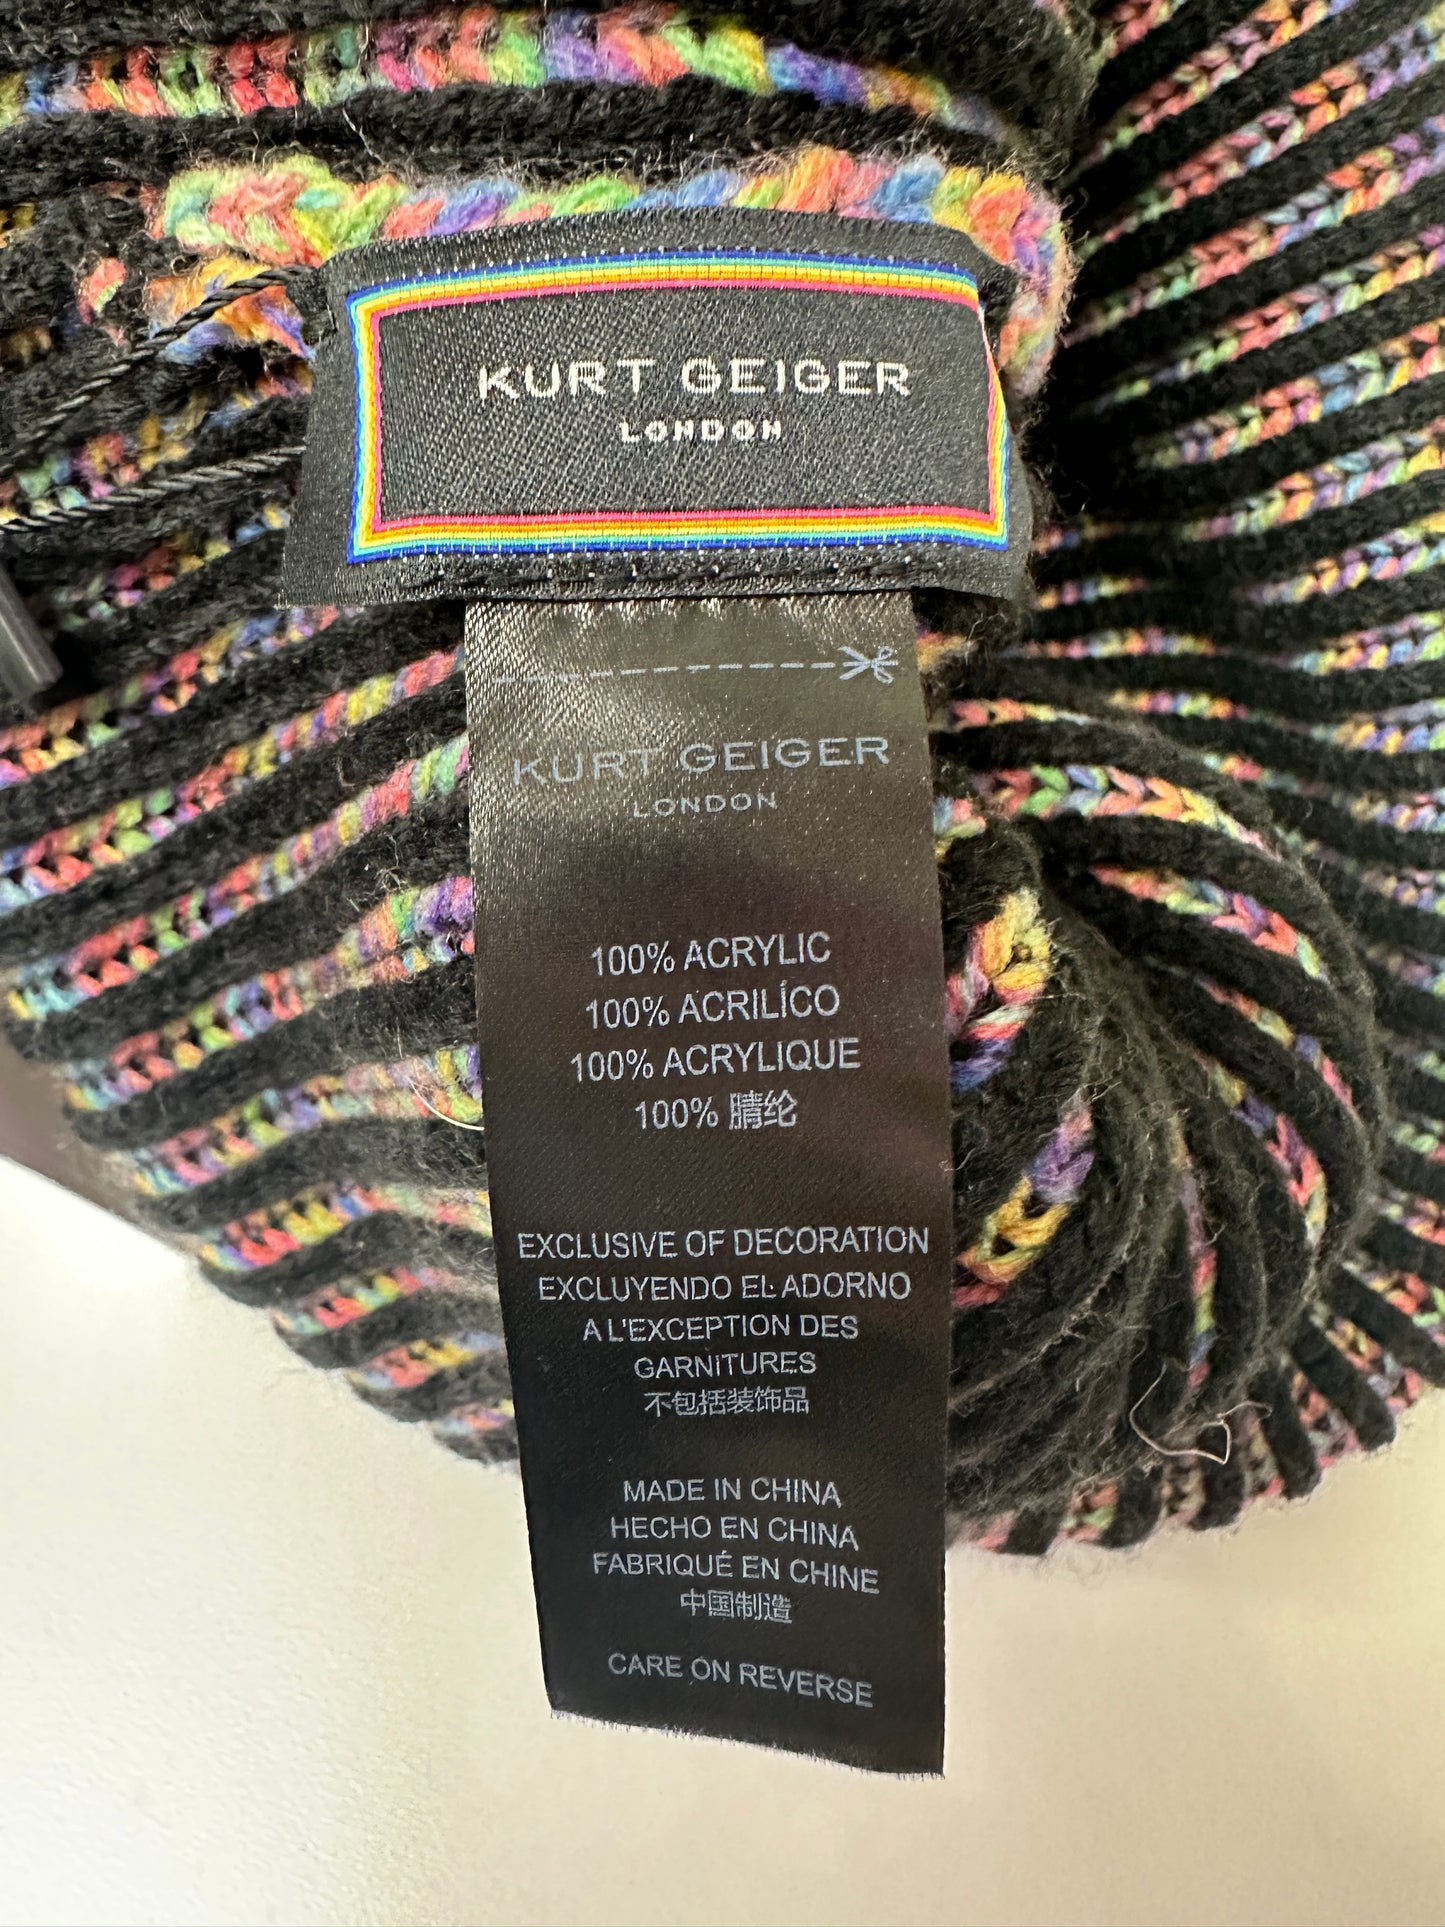 KURT GEIGER
LONDON
KURT GEIGER
LONDON
100% ACRYLIC
100% ACRILÍCO
100% ACRYLIQUE
100% 腈纶
EXCLUSIVE OF DECORATION
EXCLUYENDO EL ADORNO
A L'EXCEPTION DES
GARNITURES
不包括装饰品
MADE IN CHINA
HECHO EN CHINA
FABRIQUÉ EN CHINE
中国制造
CARE ON REVERSE